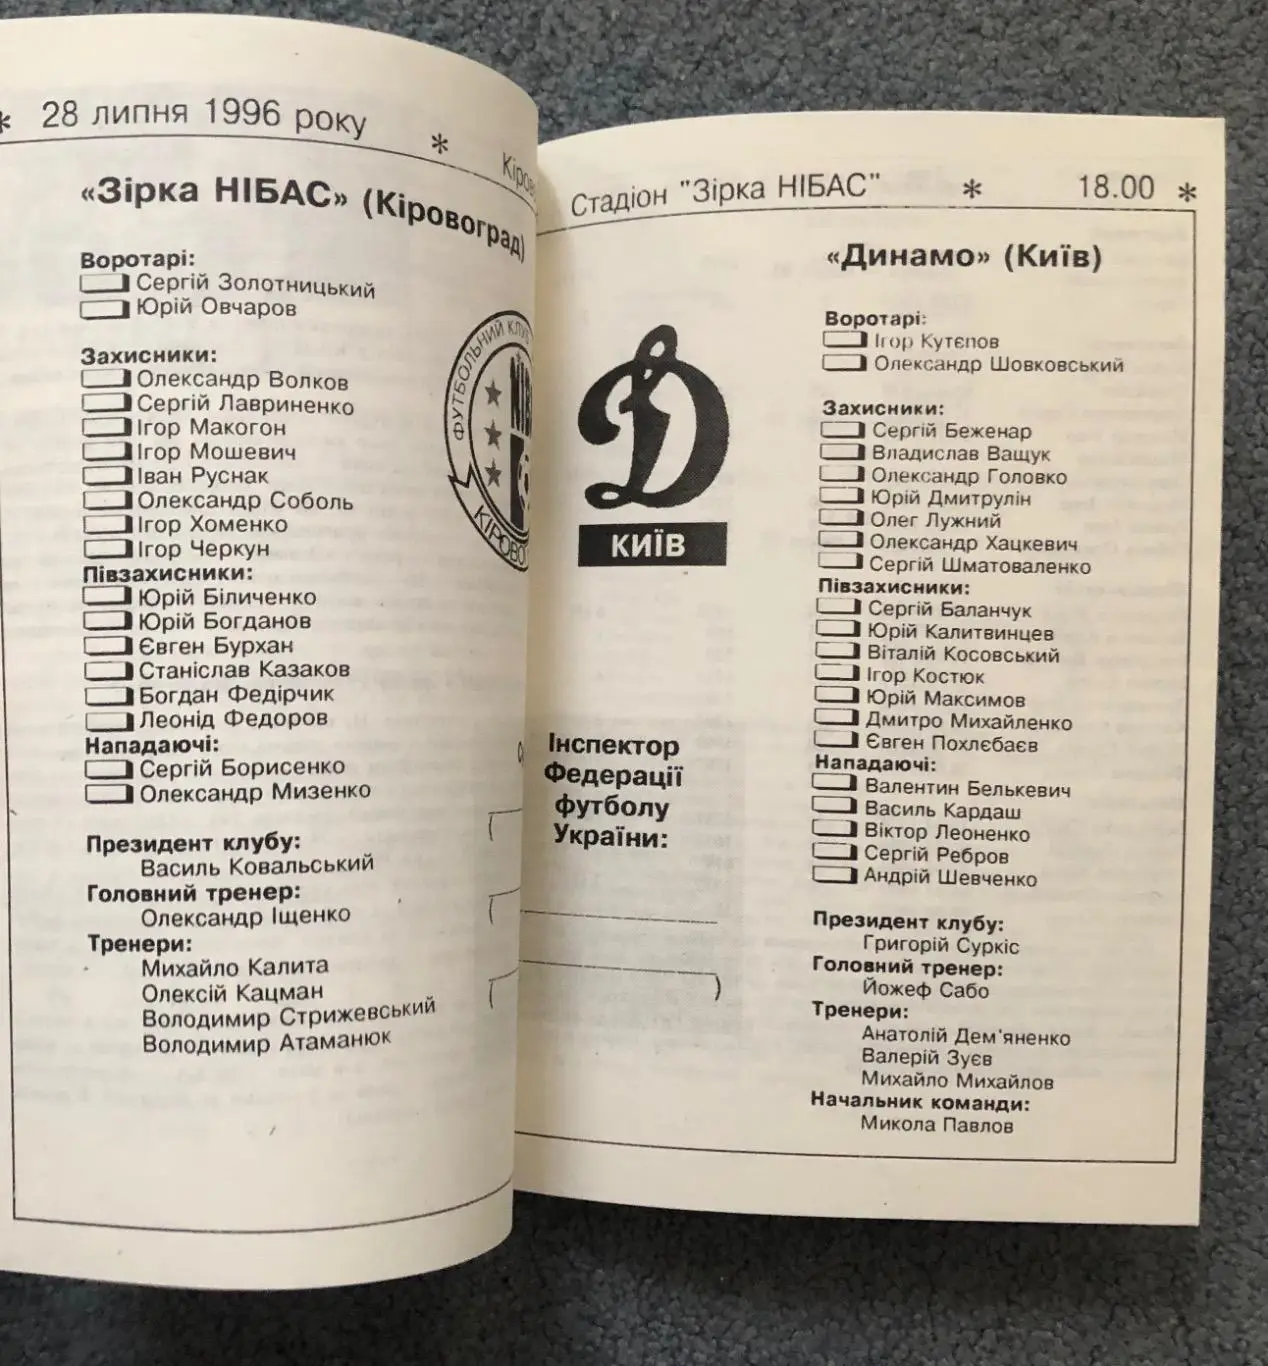 28 липня 1996 року
«Зірка НІБАС» (Кіровоград)
Воротарі:
Сергій Золотницький
Юрій Овчаров
Захисники:
Олександр Волков
Сергій Лавриненко
Ігор Макогон
Ігор Мошевич
Іван Руснак
Олександр Соболь
Ігор Хоменко
Ігор Черкун
Півзахисники:
Юрій Біличенко
Юрій Богданов
Євген Бурхан
Станіслав Казаков
Богдан Федірчик
Леонід Федоров
Нападаючі:
Сергій Борисенко
Олександр Мизенко
Президент клубу:
Василь Ковальський
Головний тренер:
Олександр Іщенко
Тренери:
Михайло Калита
Олексій Кацман
Володимир Стрижевський
Володимир Атаманюк
ФУТБОЛЬНИЙ КЛУБ
Стадіон "Зірка НІБАС" * 18.00 *
«Динамо» (Київ)
Д
КИЇВ
Інспектор
Федерації
футболу
України:
Воротарі:
Ігор Кутєпов
Олександр Шовковський
Захисники:
Сергій Беженар
Владислав Ващук
Олександр Головко
Юрій Дмитрулін
Олег Лужний
Олександр Хацкевич
Сергій Шматоваленко
Півзахисники:
Сергій Баланчук
Юрій Калитвинцев
Віталій Косовський
Ігор Костюк
Юрій Максимов
Дмитро Михайленко
Євген Похлєбаєв
Нападаючі:
Валентин Белькевич
Василь Кардаш
Віктор Леоненко
Сергій Ребров
Андрій Шевченко
Президент клубу:
Григорій Суркіс
Головний тренер:
Йожеф Сабо
Тренери:
Анатолій Дем'яненко
Валерій Зуєв
Михайло Михайлов
Начальник команди:
Микола Павлов